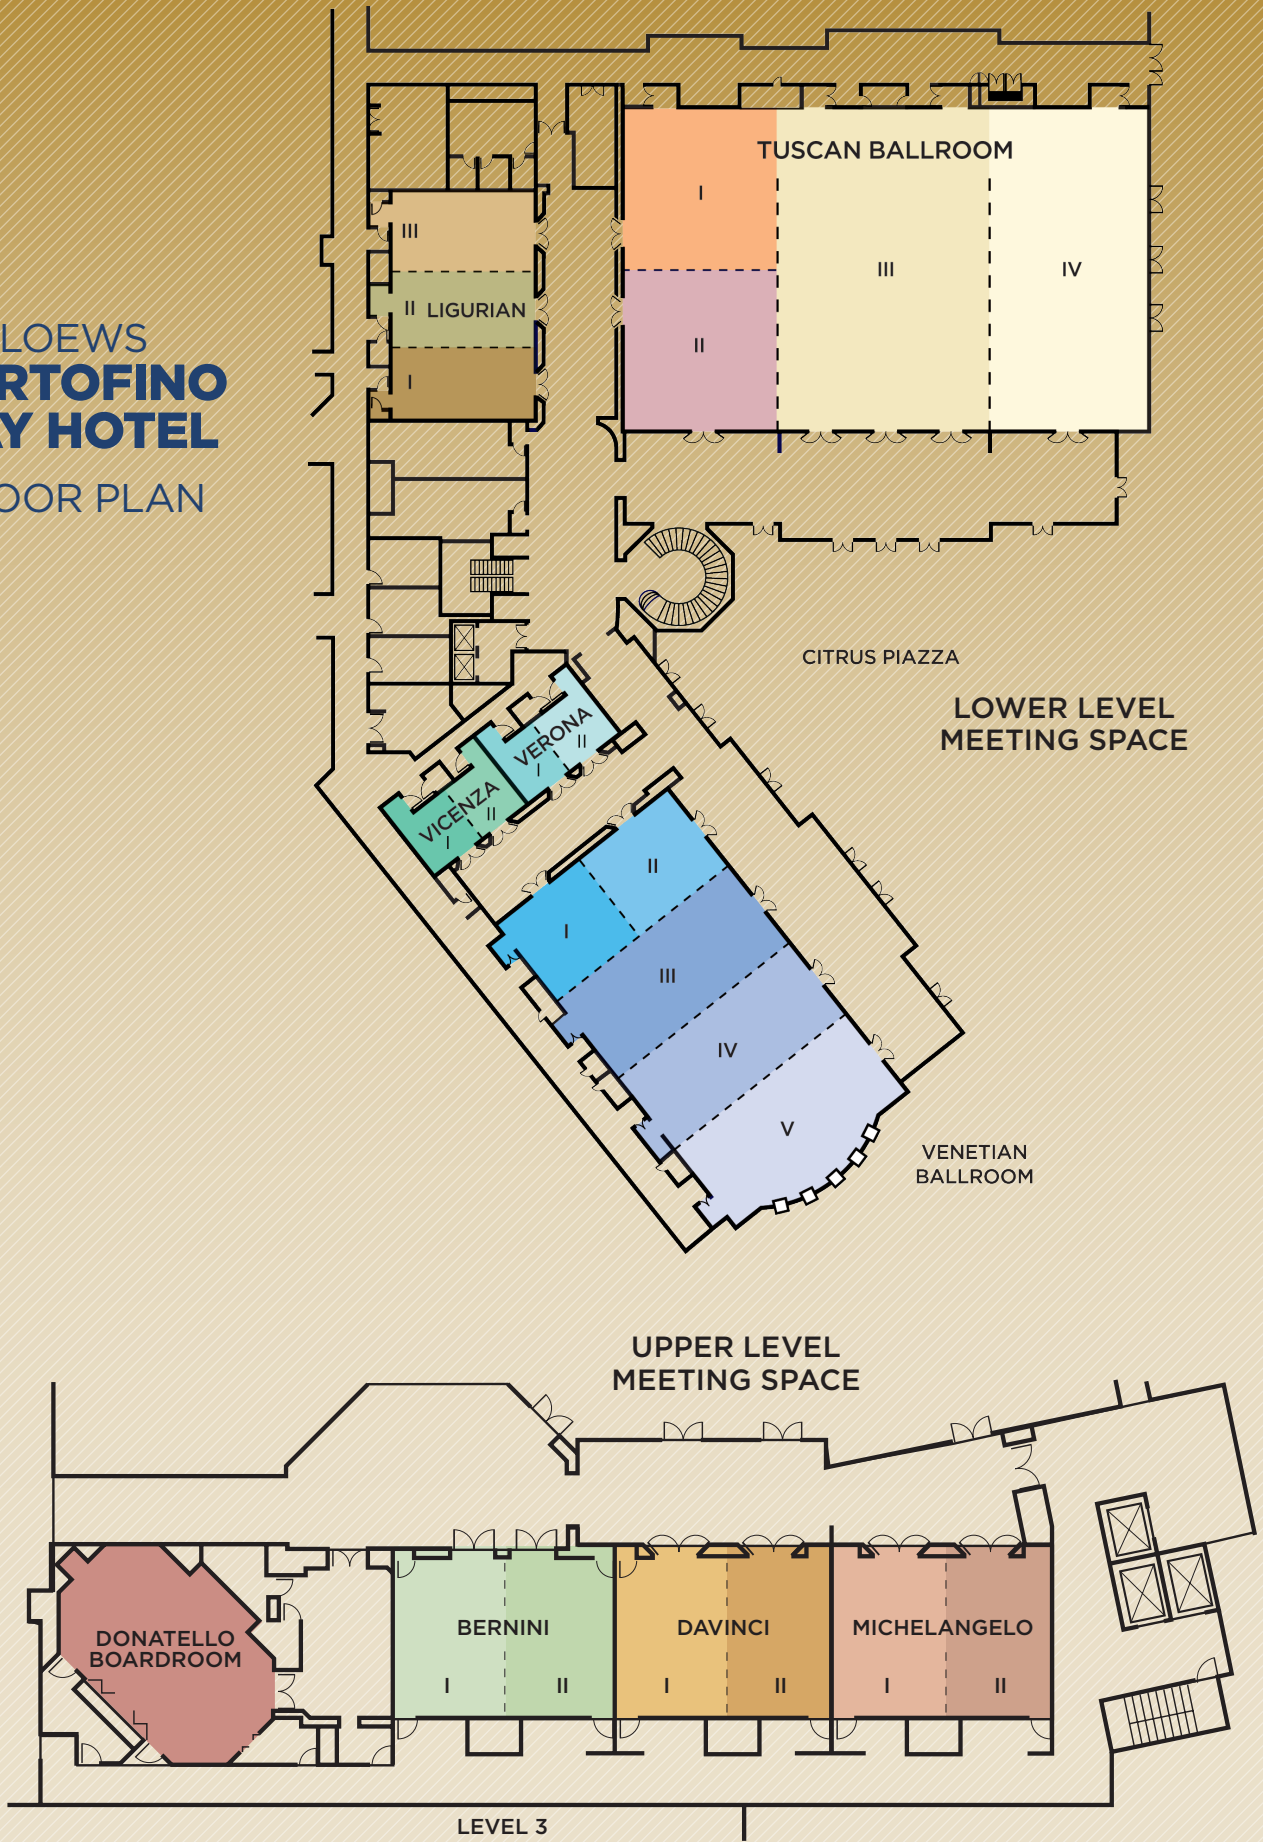 LOEWS
RTOFINO
Y HOTEL
OOR PLAN
TUSCAN BALLROOM
I
II
III
IV
III
II LIGURIAN
I
CITRUS PIAZZA
LOWER LEVEL
MEETING SPACE
VERONA
I
II
VICENZA
I
II
I
II
III
IV
V
VENETIAN
BALLROOM
UPPER LEVEL
MEETING SPACE
DONATELLO
BOARDROOM
BERNINI
I
II
DAVINCI
I
II
MICHELANGELO
I
II
LEVEL 3